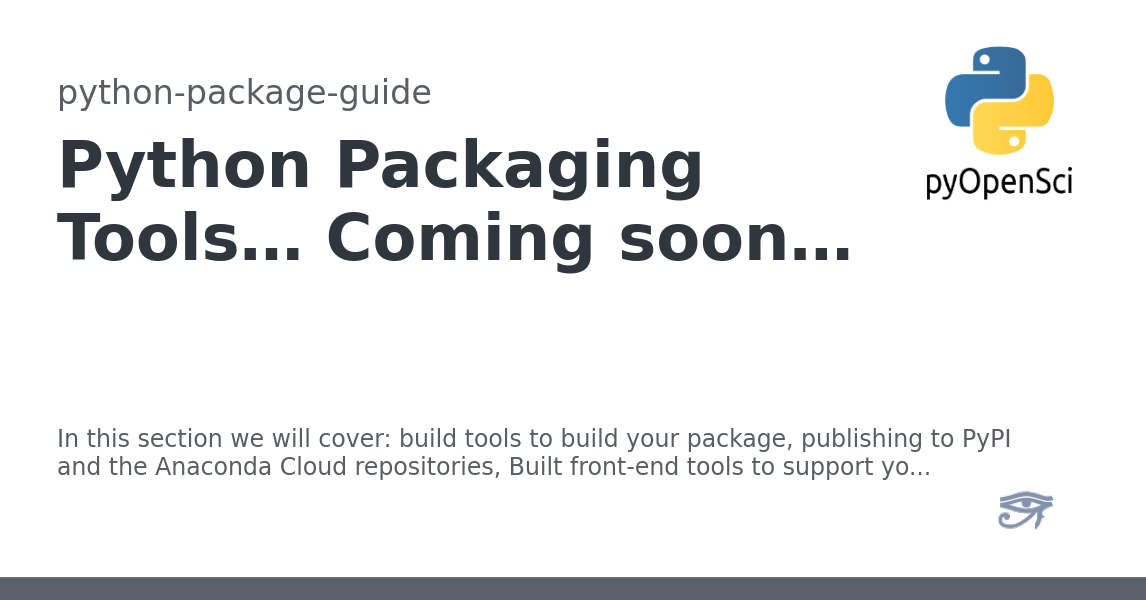 python-package-guide
Python Packaging
Tools… Coming soon…
pyOpenSci
In this section we will cover: build tools to build your package, publishing to PyPI
and the Anaconda Cloud repositories, Built front-end tools to support yo...